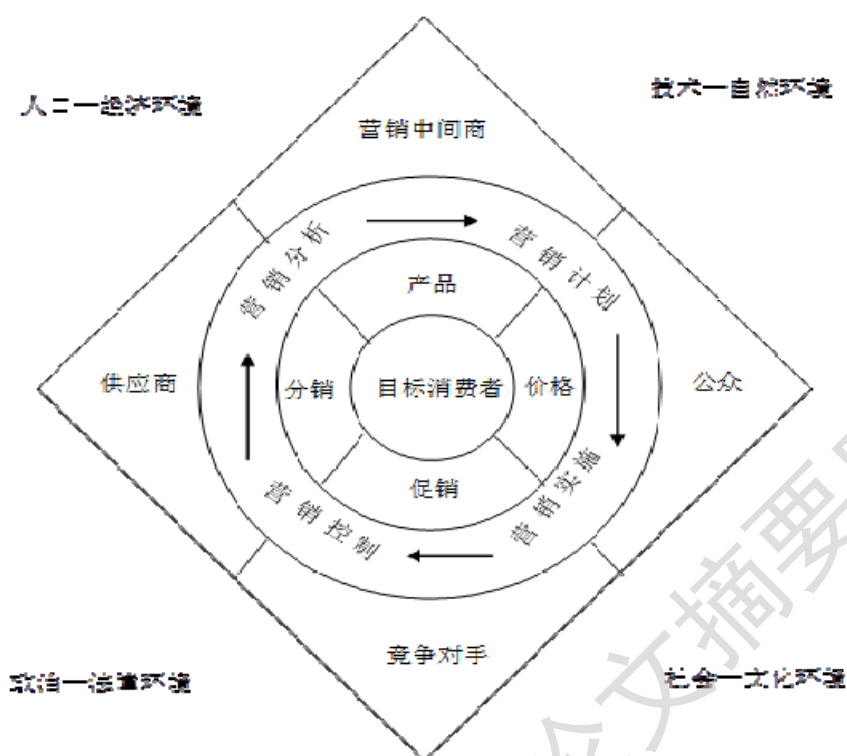 人口—经济环境
技术—自然环境
营销中间商
营销分析
营销计划
产品
供应商
分销
目标消费者
价格
公众
促销
营销控制
营销实施
竞争对手
政治—法律环境
社会—文化环境
论文摘要